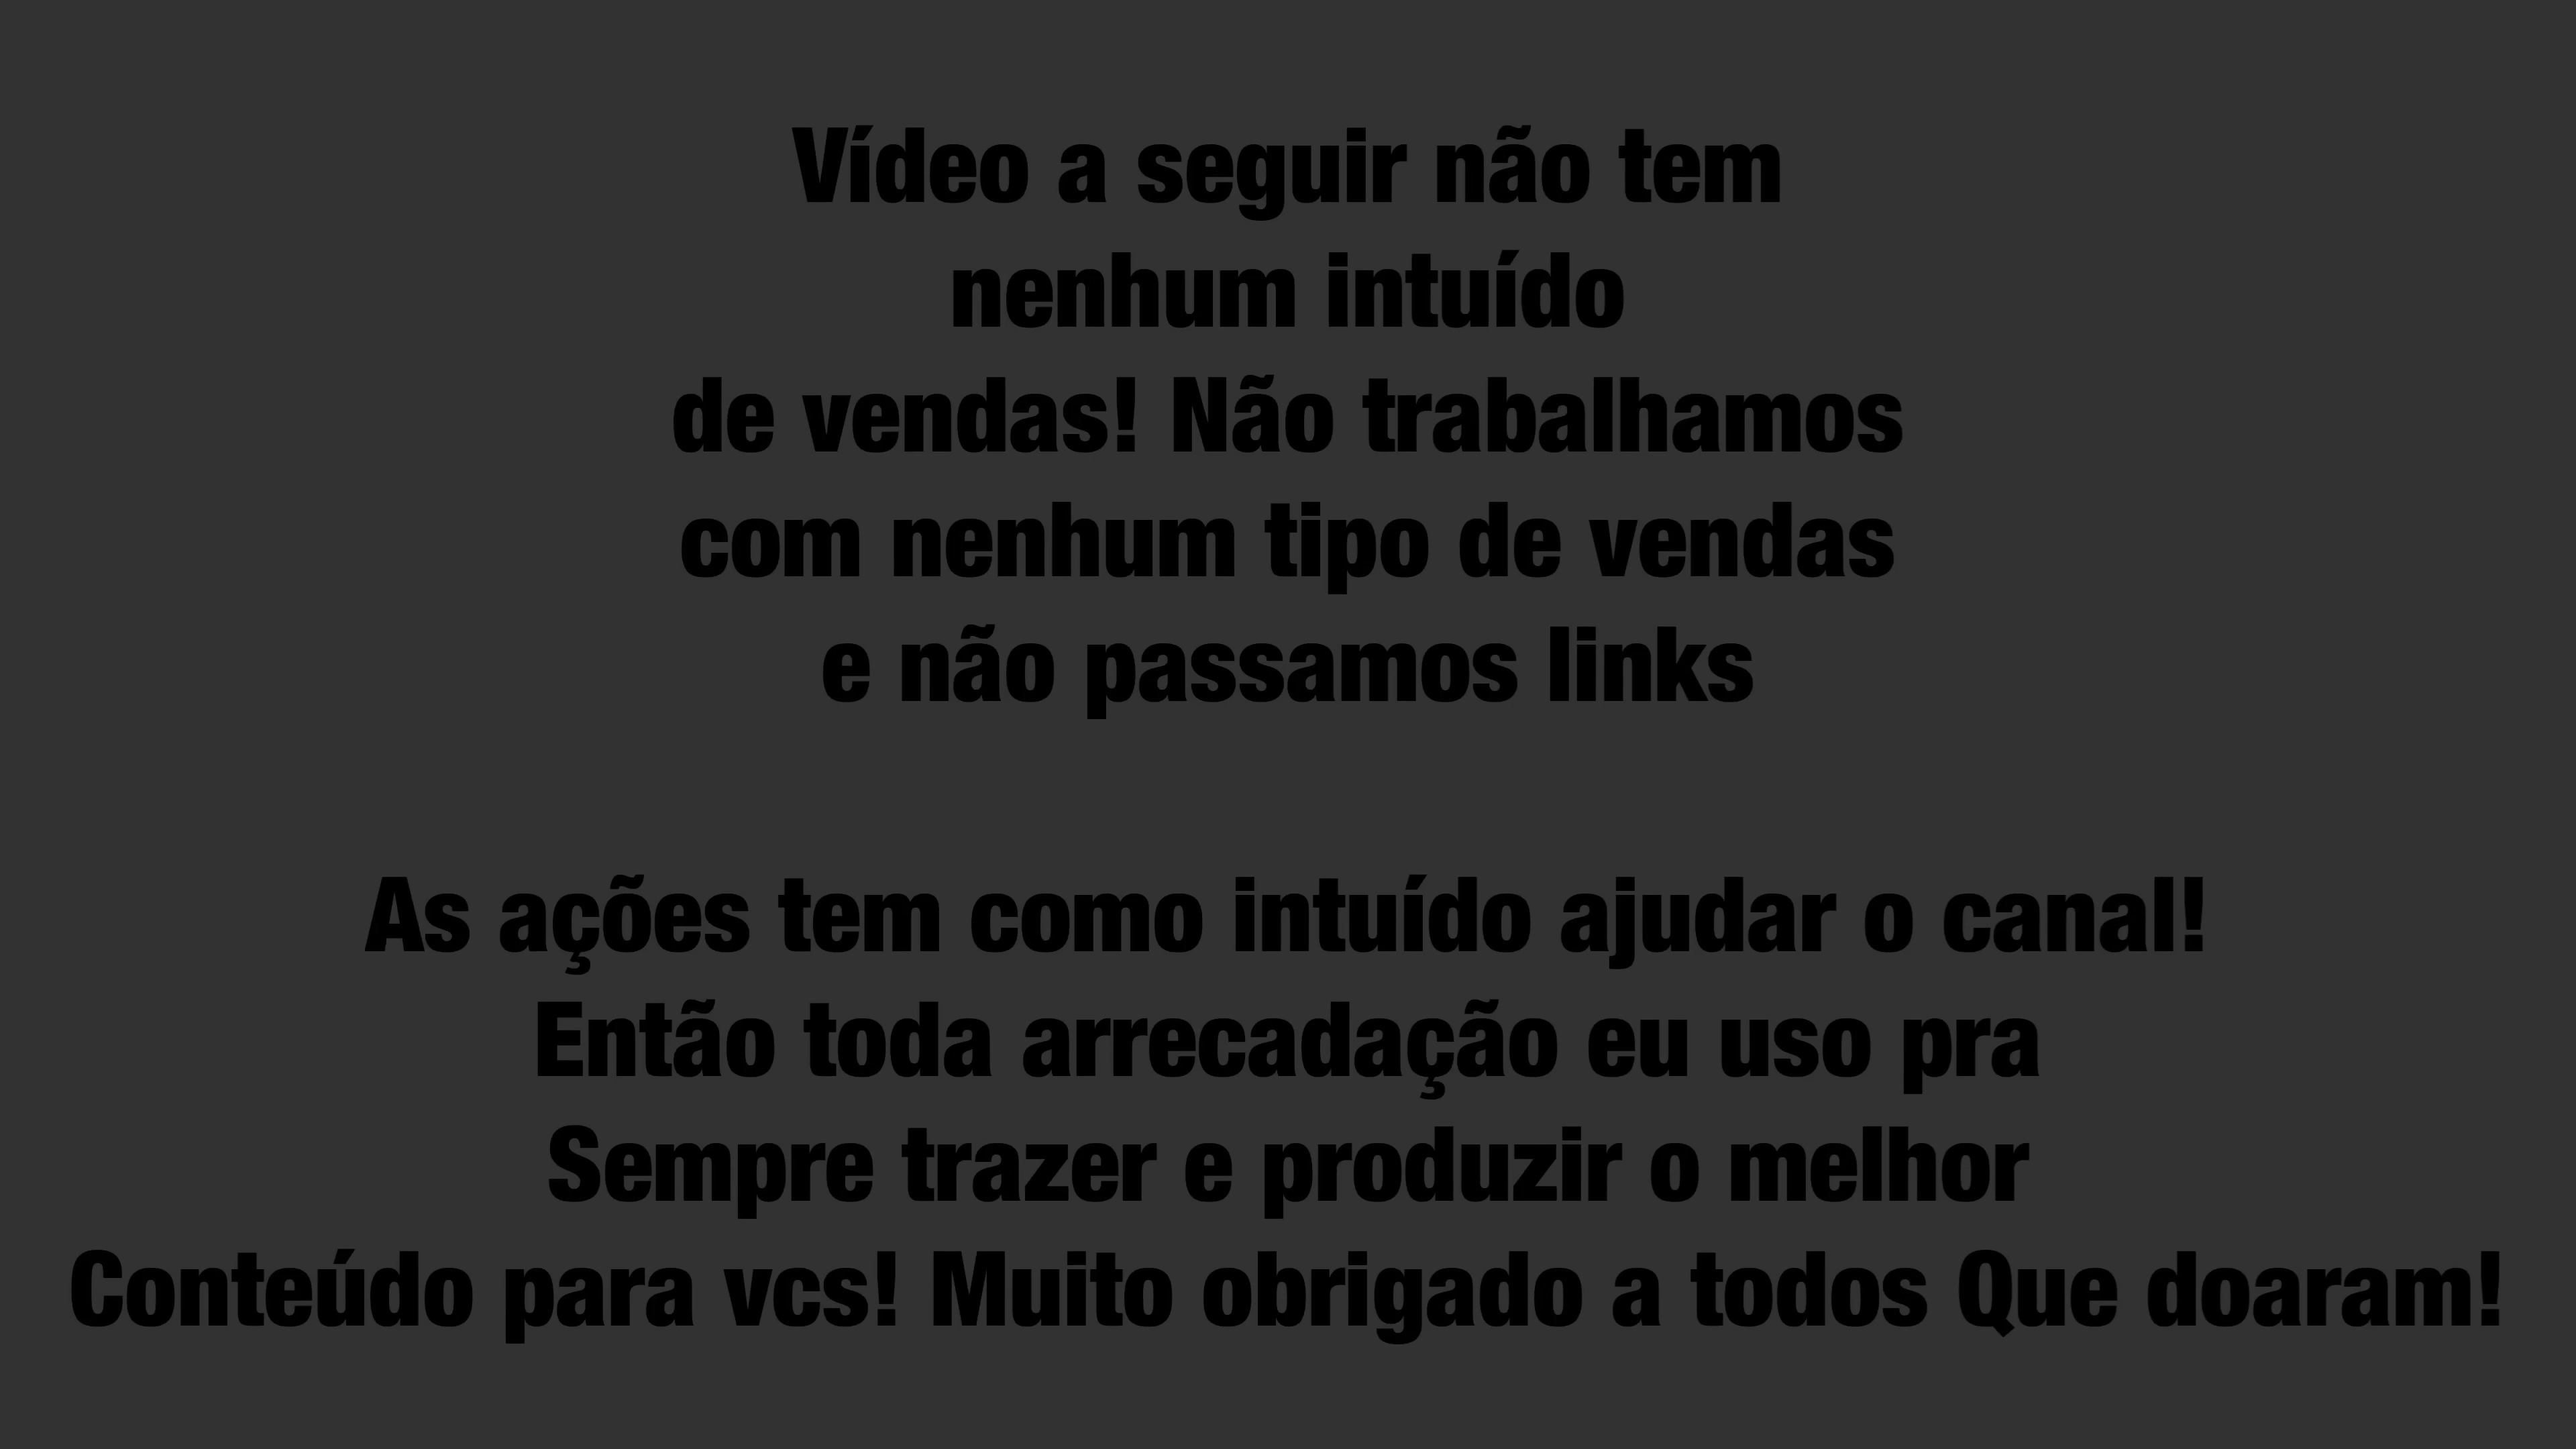 Vídeo a seguir não tem
nenhum intuído
de vendas! Não trabalhamos
com nenhum tipo de vendas
e não passamos links
As ações tem como intuído ajudar o canal!
Então toda arrecadação eu uso pra
Sempre trazer e produzir o melhor
Conteúdo para vcs! Muito obrigado a todos Que doaram!